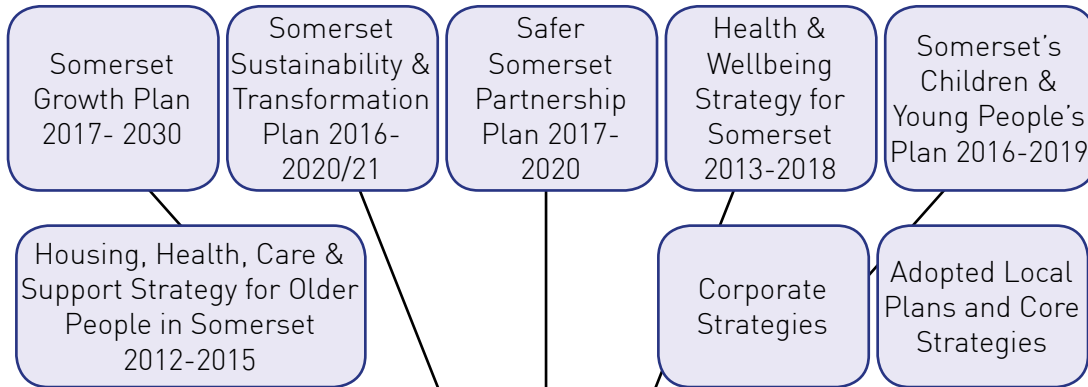 Somerset
Growth Plan
2017- 2030
Somerset
Sustainability &
Transformation
Plan 2016-
2020/21
Safer
Somerset
Partnership
Plan 2017-
2020
Health &
Wellbeing
Strategy for
Somerset
2013-2018
Somerset’s
Children &
Young People’s
Plan 2016-2019
Housing, Health, Care &
Support Strategy for Older
People in Somerset
2012-2015
Corporate
Strategies
Adopted Local
Plans and Core
Strategies